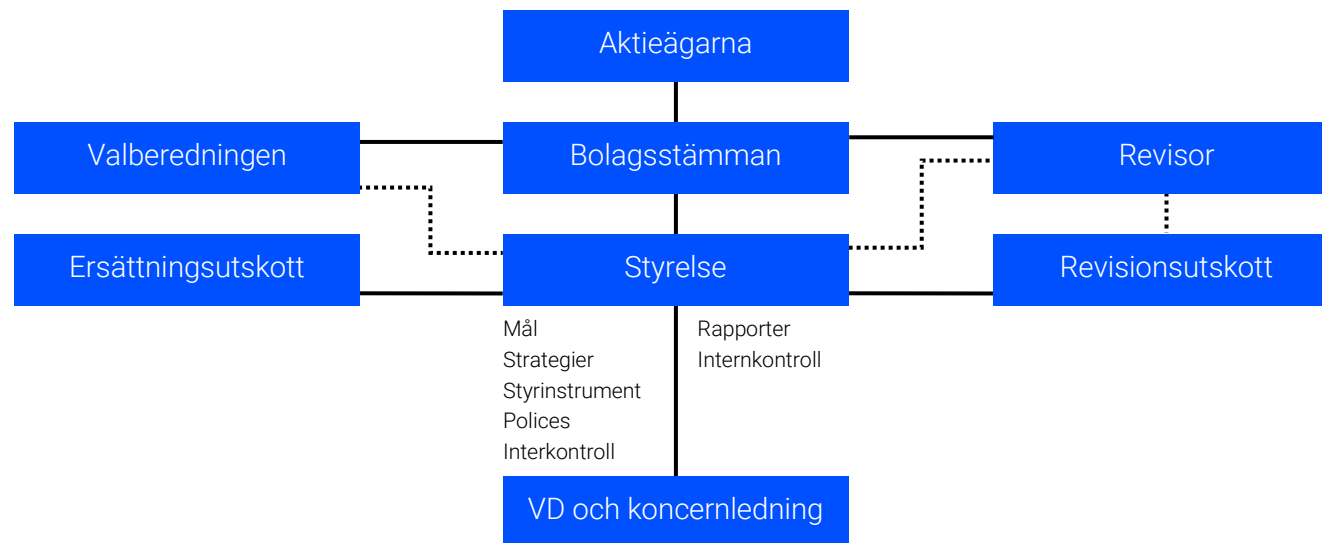 Aktieägarna
Valberedningen
Bolagsstämman
Revisor
Ersättningsutskott
Styrelse
Revisionsutskott
Mål
Strategier
Styrinstrument
Polices
Interkontroll
Rapporter
Internkontroll
VD och koncernledning